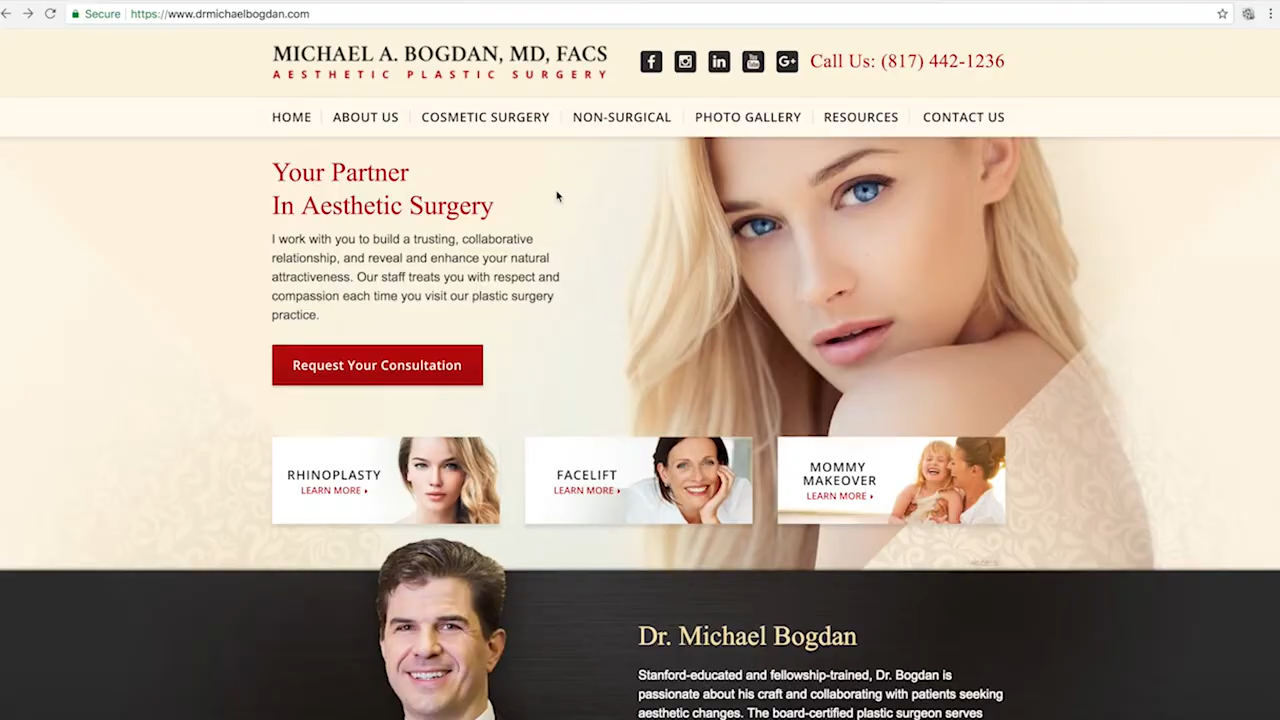 Secure https://www.drmichaelbogdan.com
MICHAEL A. BOGDAN, MD, FACS
AESTHETIC PLASTIC SURGERY
Call Us: (817) 442-1236
HOME ABOUT US COSMETIC SURGERY NON-SURGICAL PHOTO GALLERY RESOURCES CONTACT US
Your Partner
In Aesthetic Surgery
I work with you to build a trusting, collaborative
relationship, and reveal and enhance your natural
attractiveness. Our staff treats you with respect and
compassion each time you visit our plastic surgery
practice.
Request Your Consultation
RHINOPLASTY
LEARN MORE
FACELIFT
LEARN MORE
MOMMY
MAKEOVER
LEARN MORE
Dr. Michael Bogdan
Stanford-educated and fellowship-trained, Dr. Bogdan is
passionate about his craft and collaborating with patients seeking
aesthetic changes. The board-certified plastic surgeon serves